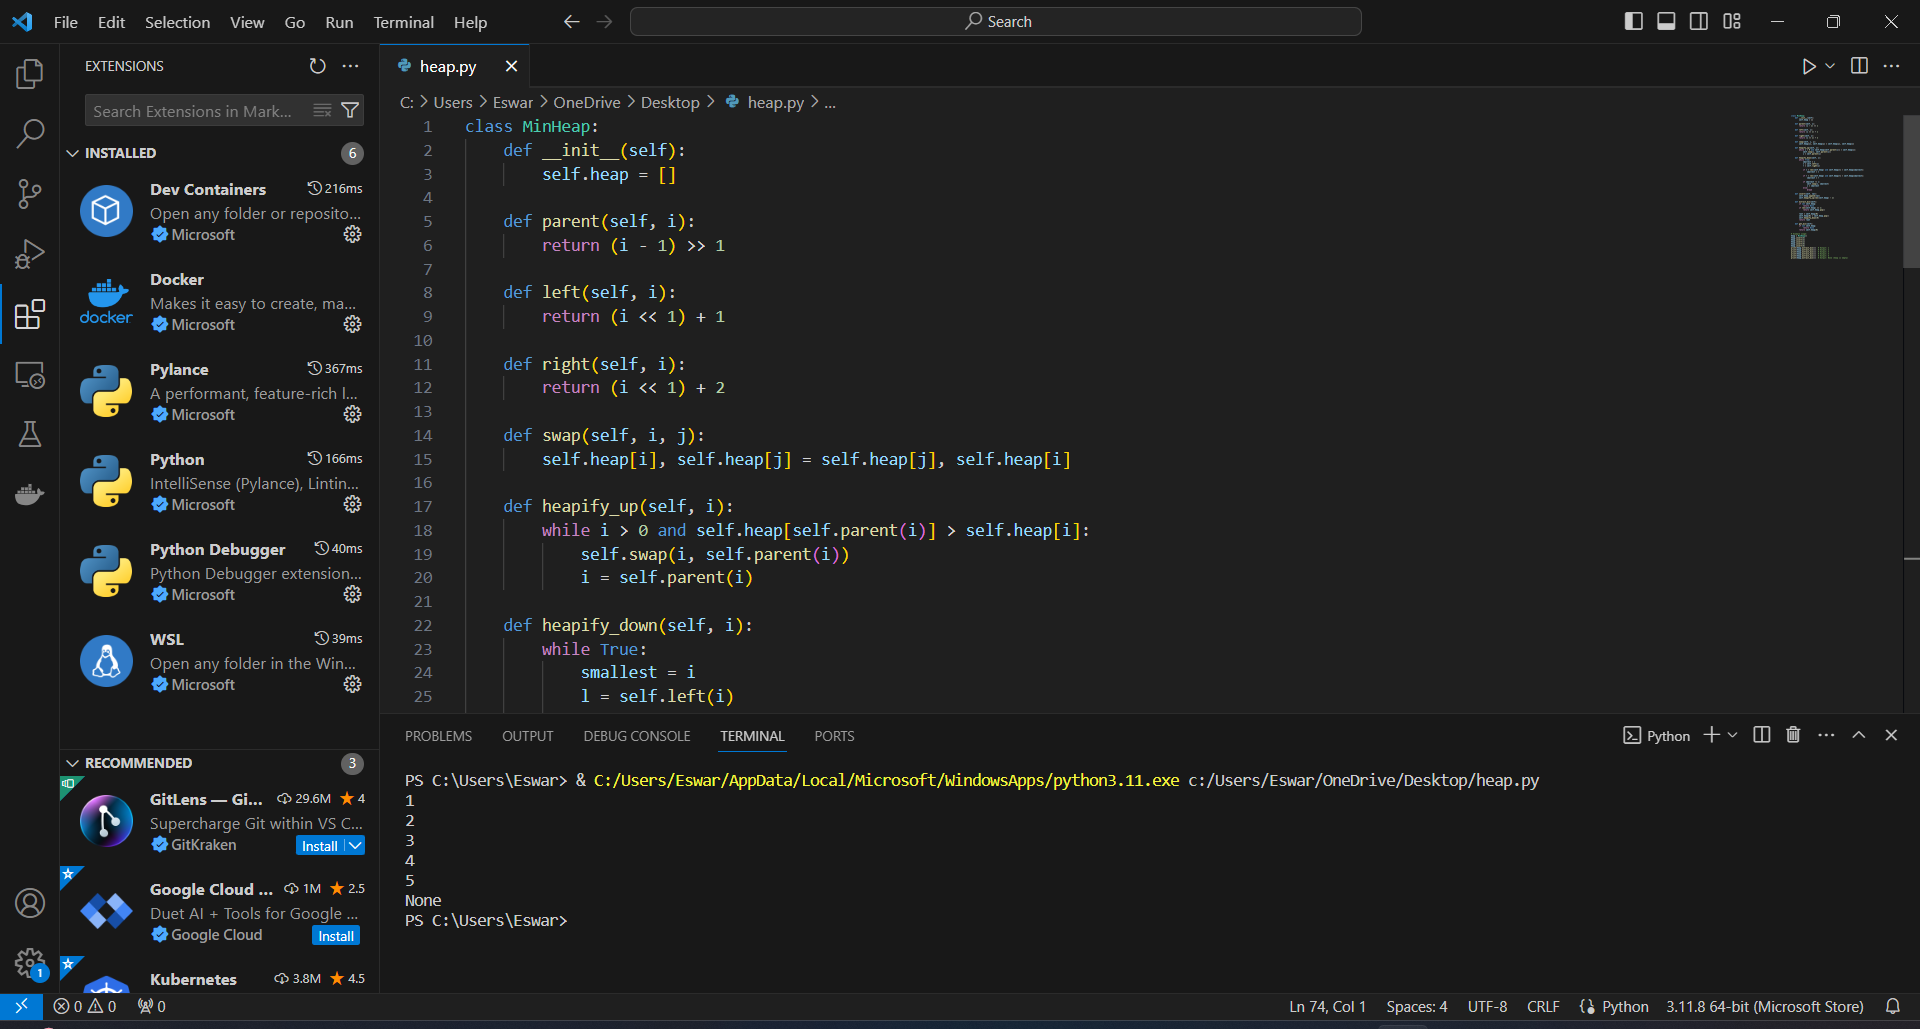 File Edit Selection View Go Run Terminal Help
Search
EXTENSIONS
Search Extensions in Mark...
INSTALLED 6
Dev Containers 216ms
Open any folder or reposito...
Microsoft
Docker
docker
Makes it easy to create, ma...
Microsoft
Pylance 367ms
A performant, feature-rich l...
Microsoft
Python 166ms
IntelliSense (Pylance), Lintin...
Microsoft
Python Debugger 40ms
Python Debugger extension...
Microsoft
WSL 39ms
Open any folder in the Win...
Microsoft
RECOMMENDED 3
GitLens — Gi... 29.6M 4
Supercharge Git within VS C...
GitKraken Install
Google Cloud ... 1M 2.5
Duet AI + Tools for Google ...
Google Cloud Install
Kubernetes 3.8M 4.5
1
heap.py
C: > Users > Eswar > OneDrive > Desktop > heap.py > ...
1 class MinHeap:
2     def __init__(self):
3         self.heap = []
4
5     def parent(self, i):
6         return (i - 1) >> 1
7
8     def left(self, i):
9         return (i << 1) + 1
10
11     def right(self, i):
12         return (i << 1) + 2
13
14     def swap(self, i, j):
15         self.heap[i], self.heap[j] = self.heap[j], self.heap[i]
16
17     def heapify_up(self, i):
18         while i > 0 and self.heap[self.parent(i)] > self.heap[i]:
19             self.swap(i, self.parent(i))
20             i = self.parent(i)
21
22     def heapify_down(self, i):
23         while True:
24             smallest = i
25             l = self.left(i)
PROBLEMS OUTPUT DEBUG CONSOLE TERMINAL PORTS
Python
PS C:\Users\Eswar> & C:/Users/Eswar/AppData/Local/Microsoft/WindowsApps/python3.11.exe c:/Users/Eswar/OneDrive/Desktop/heap.py
1
2
3
4
5
None
PS C:\Users\Eswar>
0 0 0
Ln 74, Col 1 Spaces: 4 UTF-8 CRLF Python 3.11.8 64-bit (Microsoft Store)